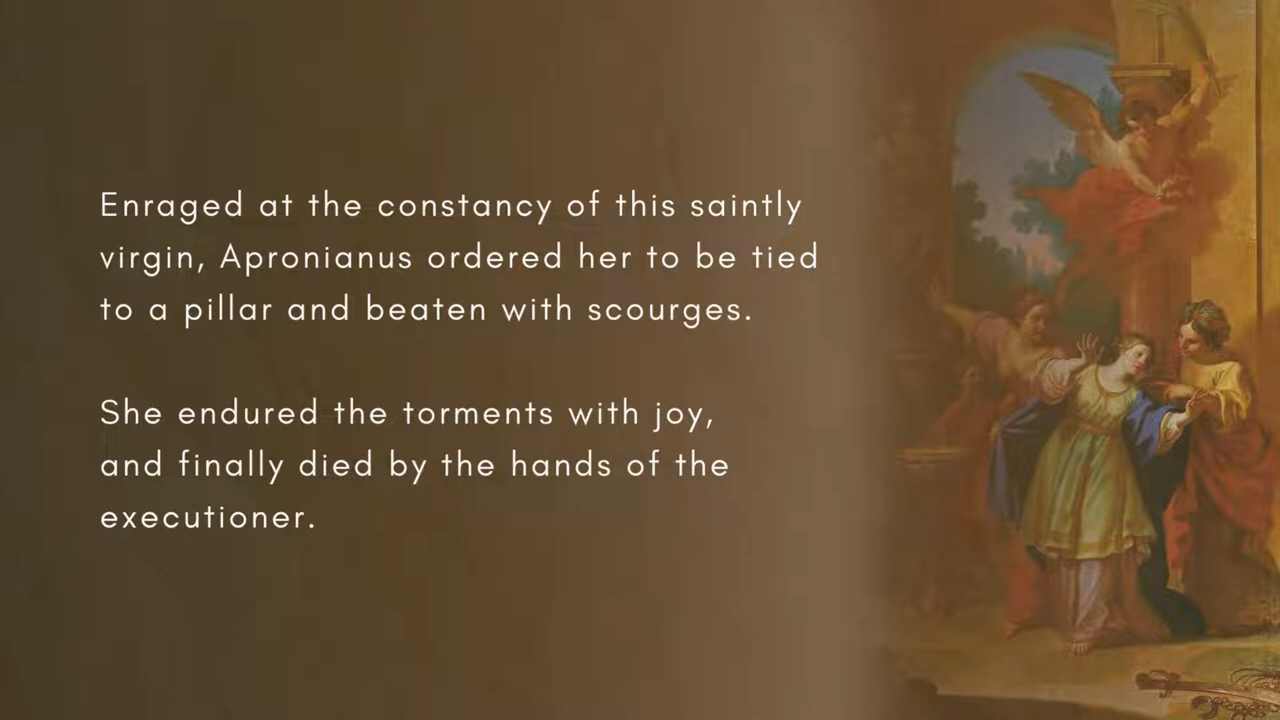 Enraged at the constancy of this saintly
virgin, Apronianus ordered her to be tied
to a pillar and beaten with scourges.
She endured the torments with joy,
and finally died by the hands of the
executioner.